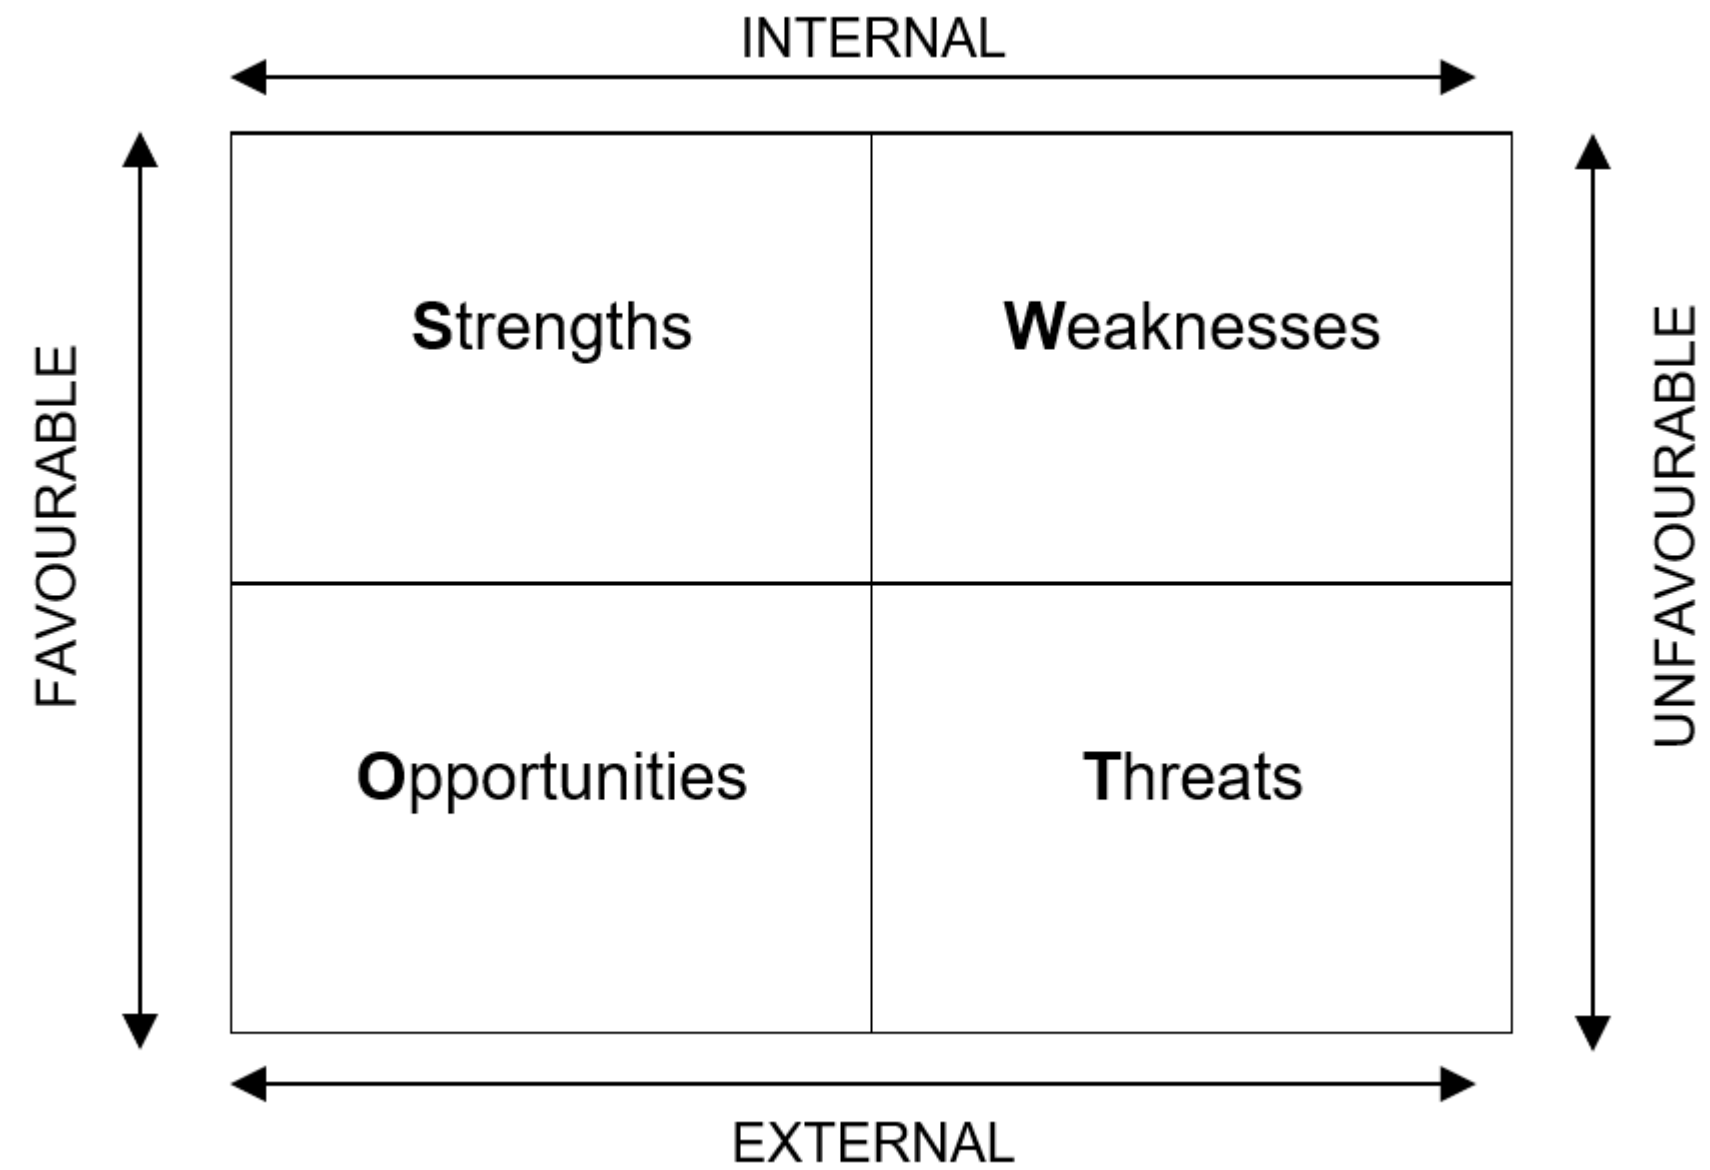 INTERNAL
FAVOURABLE
Strengths
Weaknesses
UNFAVOURABLE
Opportunities
Threats
EXTERNAL